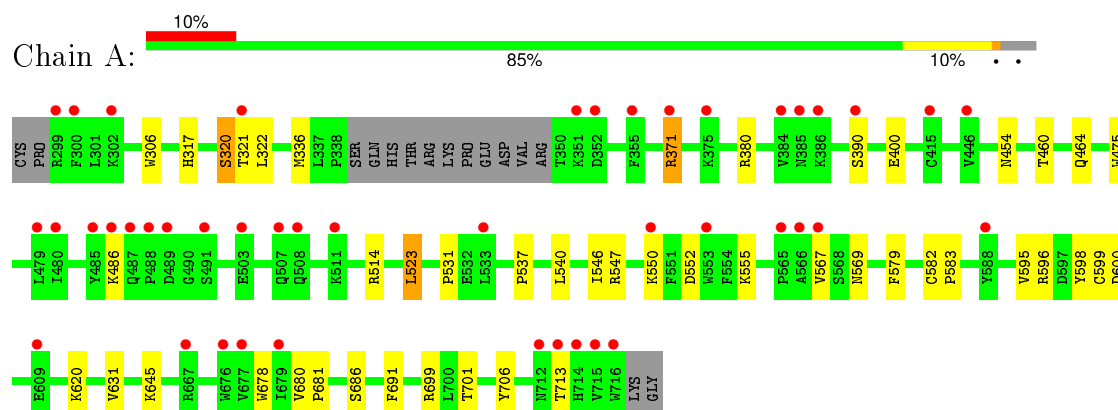 10%
Chain A:
85%
10%
CYS PRO R299 F300 L301 K302 W306 H317 S320 T321 L322 M336 L337 P338 SER GLN HIS THR ARG LYS PRO GLU ASP VAL ARG T350 K351 D352 F355 R371 K375 R380 V384 N385 K386 S390 E400 C415 V446 N454 T460 Q464 W475
L479 I480 Y485 K486 Q487 P488 D489 G490 S491 E503 Q507 Q508 K511 R514 L523 P531 E532 L533 P537 L540 I546 R547 K550 F551 D552 W553 F554 K555 P565 A566 V567 S568 N569 F579 C582 P583 Y588 V595 R596 D597 Y598 C599 D600
E609 K620 V631 K645 R667 W676 V677 W678 I679 V680 P681 S686 F691 R699 L700 T701 Y706 N712 T713 H714 V715 W716 LYS GLY